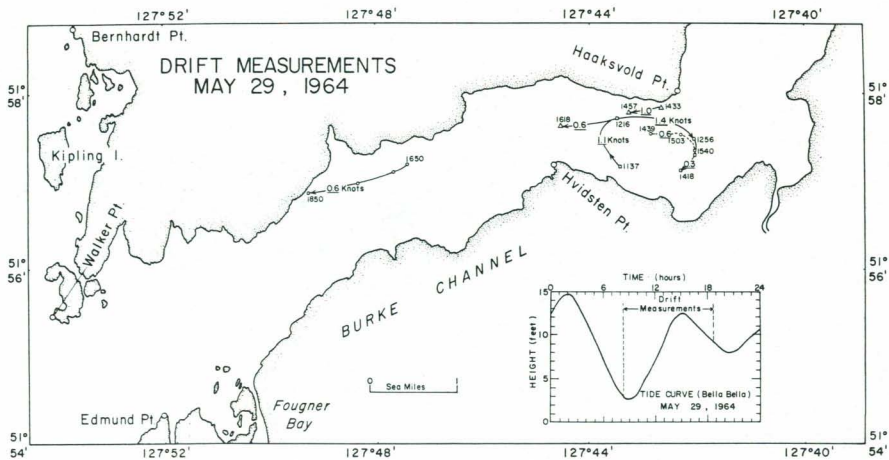 127°52' 127°48' 127°44' 127°40'
Bernhardt Pt.
DRIFT MEASUREMENTS
MAY 29, 1964
Haaksvold Pt.
51°
58'
51°
58'
1457 1.0 1433
1618 0.6
1216
1.4 Knots
1439
0.6
1503
1256
1540
1.1 Knots
0.3
1418
1137
Kipling I.
1650
0.6 Knots
1850
Walker Pt.
Hvidsten Pt.
51°
56'
51°
56'
BURKE CHANNEL
TIME (hours)
0 6 12 18 24
Drift
Measurements
15
10
5
0
HEIGHT (feet)
TIDE CURVE (Bella Bella)
MAY 29, 1964
0
Sea Miles
1
Edmund Pt.
Fougner
Bay
51°
54'
51°
54'
127°52' 127°48' 127°44' 127°40'